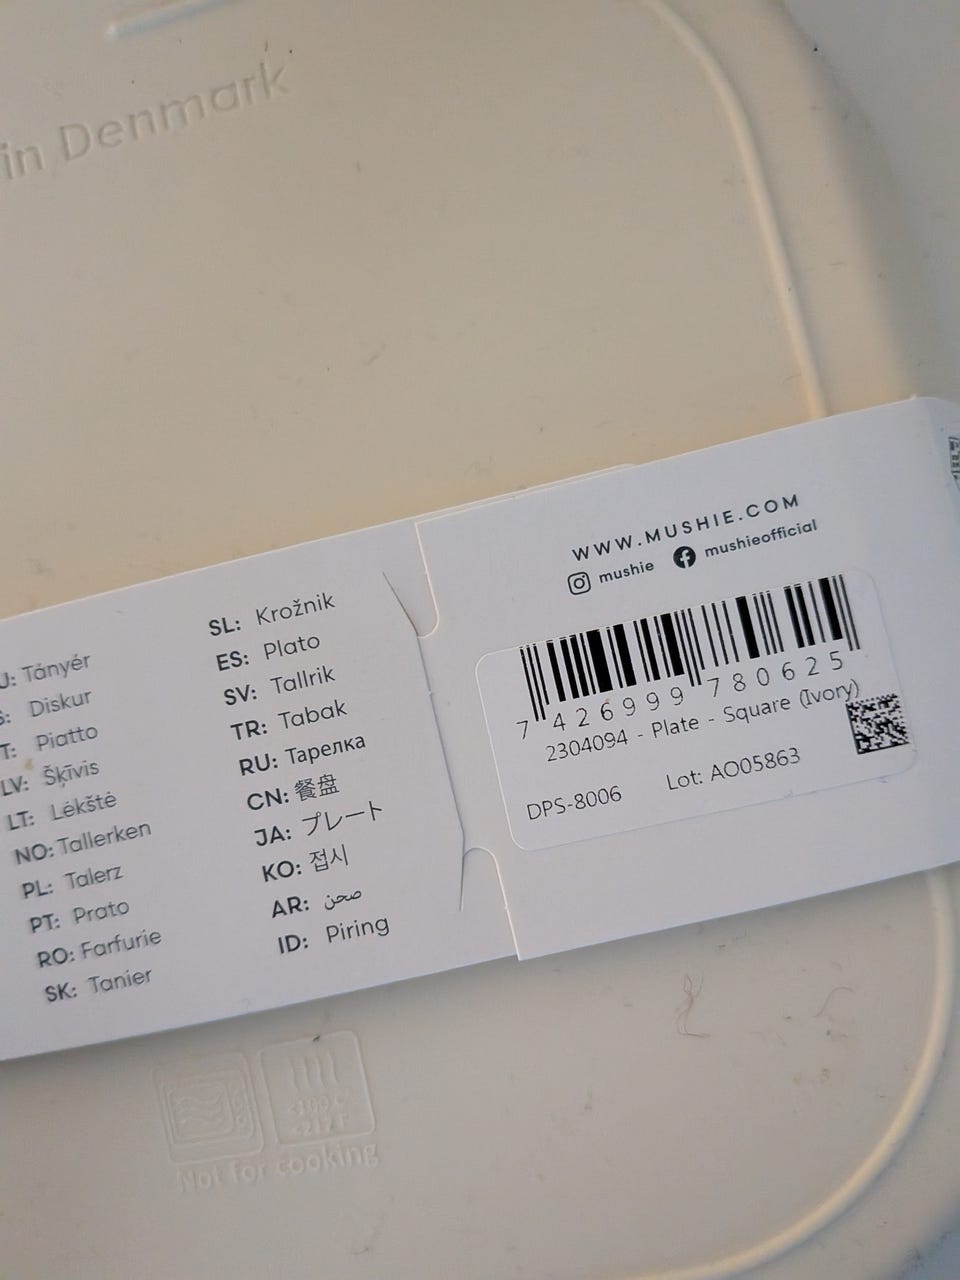 in Denmark
WWW.MUSHIE.COM
mushie mushieofficial
7 426999 780625
2304094 - Plate - Square (Ivory)
DPS-8006 Lot: AO05863
U: Tányér
S: Diskur
T: Piatto
LV: Šķīvis
LT: Lėkštė
NO: Tallerken
PL: Talerz
PT: Prato
RO: Farfurie
SK: Tanier
SL: Krožnik
ES: Plato
SV: Tallrik
TR: Tabak
RU: Тарелка
CN: 餐盘
JA: プレート
KO: 접시
AR: صحن
ID: Piring
Not for cooking